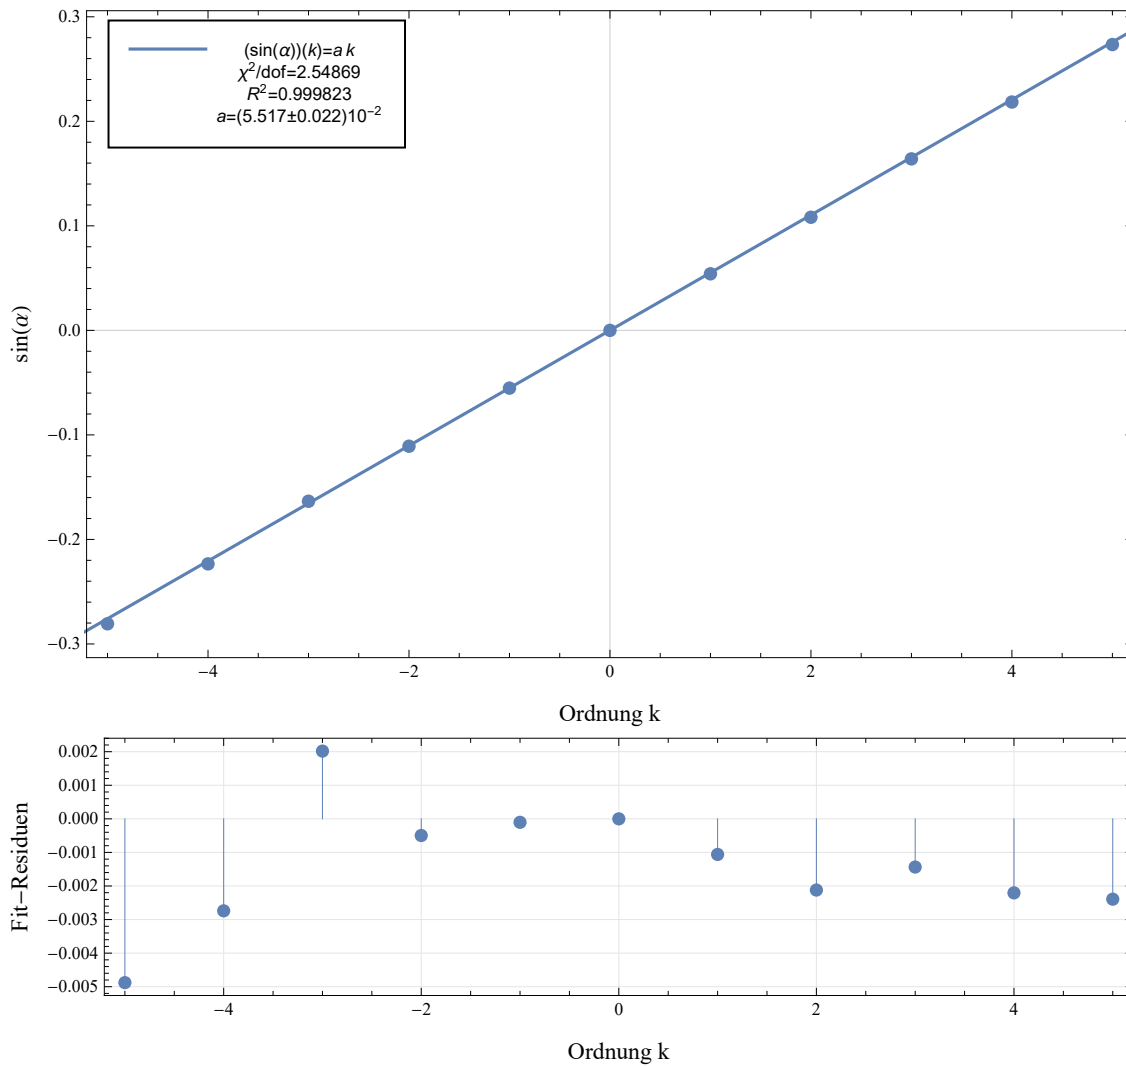 (sin(α))(k)=a k
χ²/dof=2.54869
R²=0.999823
a=(5.517±0.022)10⁻²
0.3
0.2
0.1
0.0
−0.1
−0.2
−0.3
sin(α)
−4 −2 0 2 4
Ordnung k
0.002
0.001
0.000
−0.001
−0.002
−0.003
−0.004
−0.005
Fit−Residuen
−4 −2 0 2 4
Ordnung k